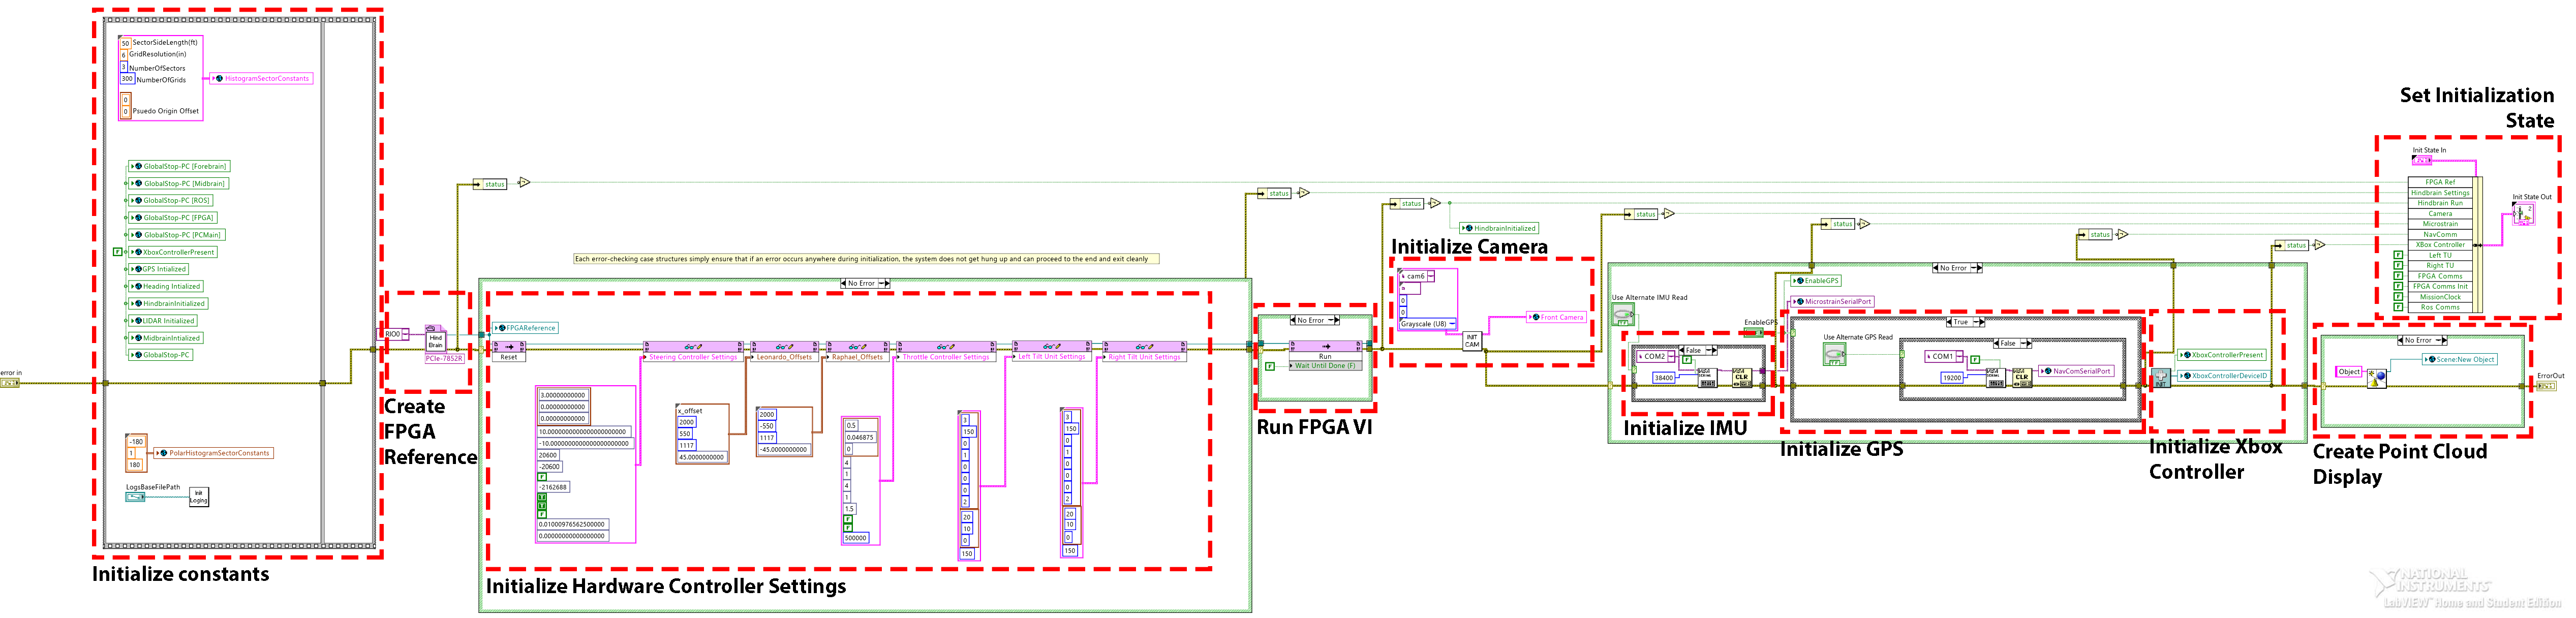 50 SectorSideLength(ft)
6 GridResolution(in)
3 NumberOfSectors
300 NumberOfGrids
HistogramSectorConstants
0
0 Psuedo Origin Offset
GlobalStop-PC [Forebrain]
GlobalStop-PC [Midbrain]
GlobalStop-PC [ROS]
GlobalStop-PC [FPGA]
GlobalStop-PC [PCMain]
F XboxControllerPresent
GPS Intialized
Heading Intialized
HindbrainInitialized
LIDAR Initialized
MidbrainInitialized
GlobalStop-PC
error in
-180
1
180
PolarHistogramSectorConstants
LogsBaseFilePath
Init Loging
Initialize constants
RIO0
Hind Brain
PCIe-7852R
Create
FPGA
Reference
status
Each error-checking case structures simply ensure that if an error occurs anywhere during initialization, the system does not get hung up and can proceed to the end and exit cleanly
No Error
FPGAReference
Reset
Steering Controller Settings
Leonardo_Offsets
Raphael_Offsets
Throttle Controller Settings
Left Tilt Unit Settings
Right Tilt Unit Settings
3.00000000000
0.00000000000
0.00000000000
10.0000000000000000000
-10.0000000000000000000
20600
-20600
F
-2162688
F
0.01000976562500000
0.00000000000000000
x_offset
2000
550
1117
45.0000000000
2000
-550
1117
-45.0000000000
0.5
0.046875
0
4
1
4
1
1.5
F
F
500000
3
150
0
1
0
0
0
2
20
10
0
150
3
150
0
1
0
0
0
2
20
10
0
150
Initialize Hardware Controller Settings
status
No Error
Run
F Wait Until Done (F)
Run FPGA VI
status
HindbrainInitialized
Initialize Camera
cam6
0
0
Grayscale (U8)
INIT CAM
Front Camera
status
status
status
status
No Error
Use Alternate IMU Read
EnableGPS
MicrostrainSerialPort
EnableGPS
False
COM2
F
38400
CLR
Initialize IMU
True
Use Alternate GPS Read
False
COM1
F
19200
CLR
NavComSerialPort
Initialize GPS
INIT
XboxControllerPresent
XboxControllerDeviceID
Initialize Xbox
Controller
Set Initialization
State
Init State In
FPGA Ref
Hindbrain Settings
Hindbrain Run
Camera
Microstrain
NavComm
XBox Controller
F Left TU
F Right TU
F FPGA Comms
F FPGA Comms Init
F MissionClock
F Ros Comms
Init State Out
No Error
Scene:New Object
Object
ErrorOut
Create Point Cloud
Display
NATIONAL
INSTRUMENTS
LabVIEW™ Home and Student Edition